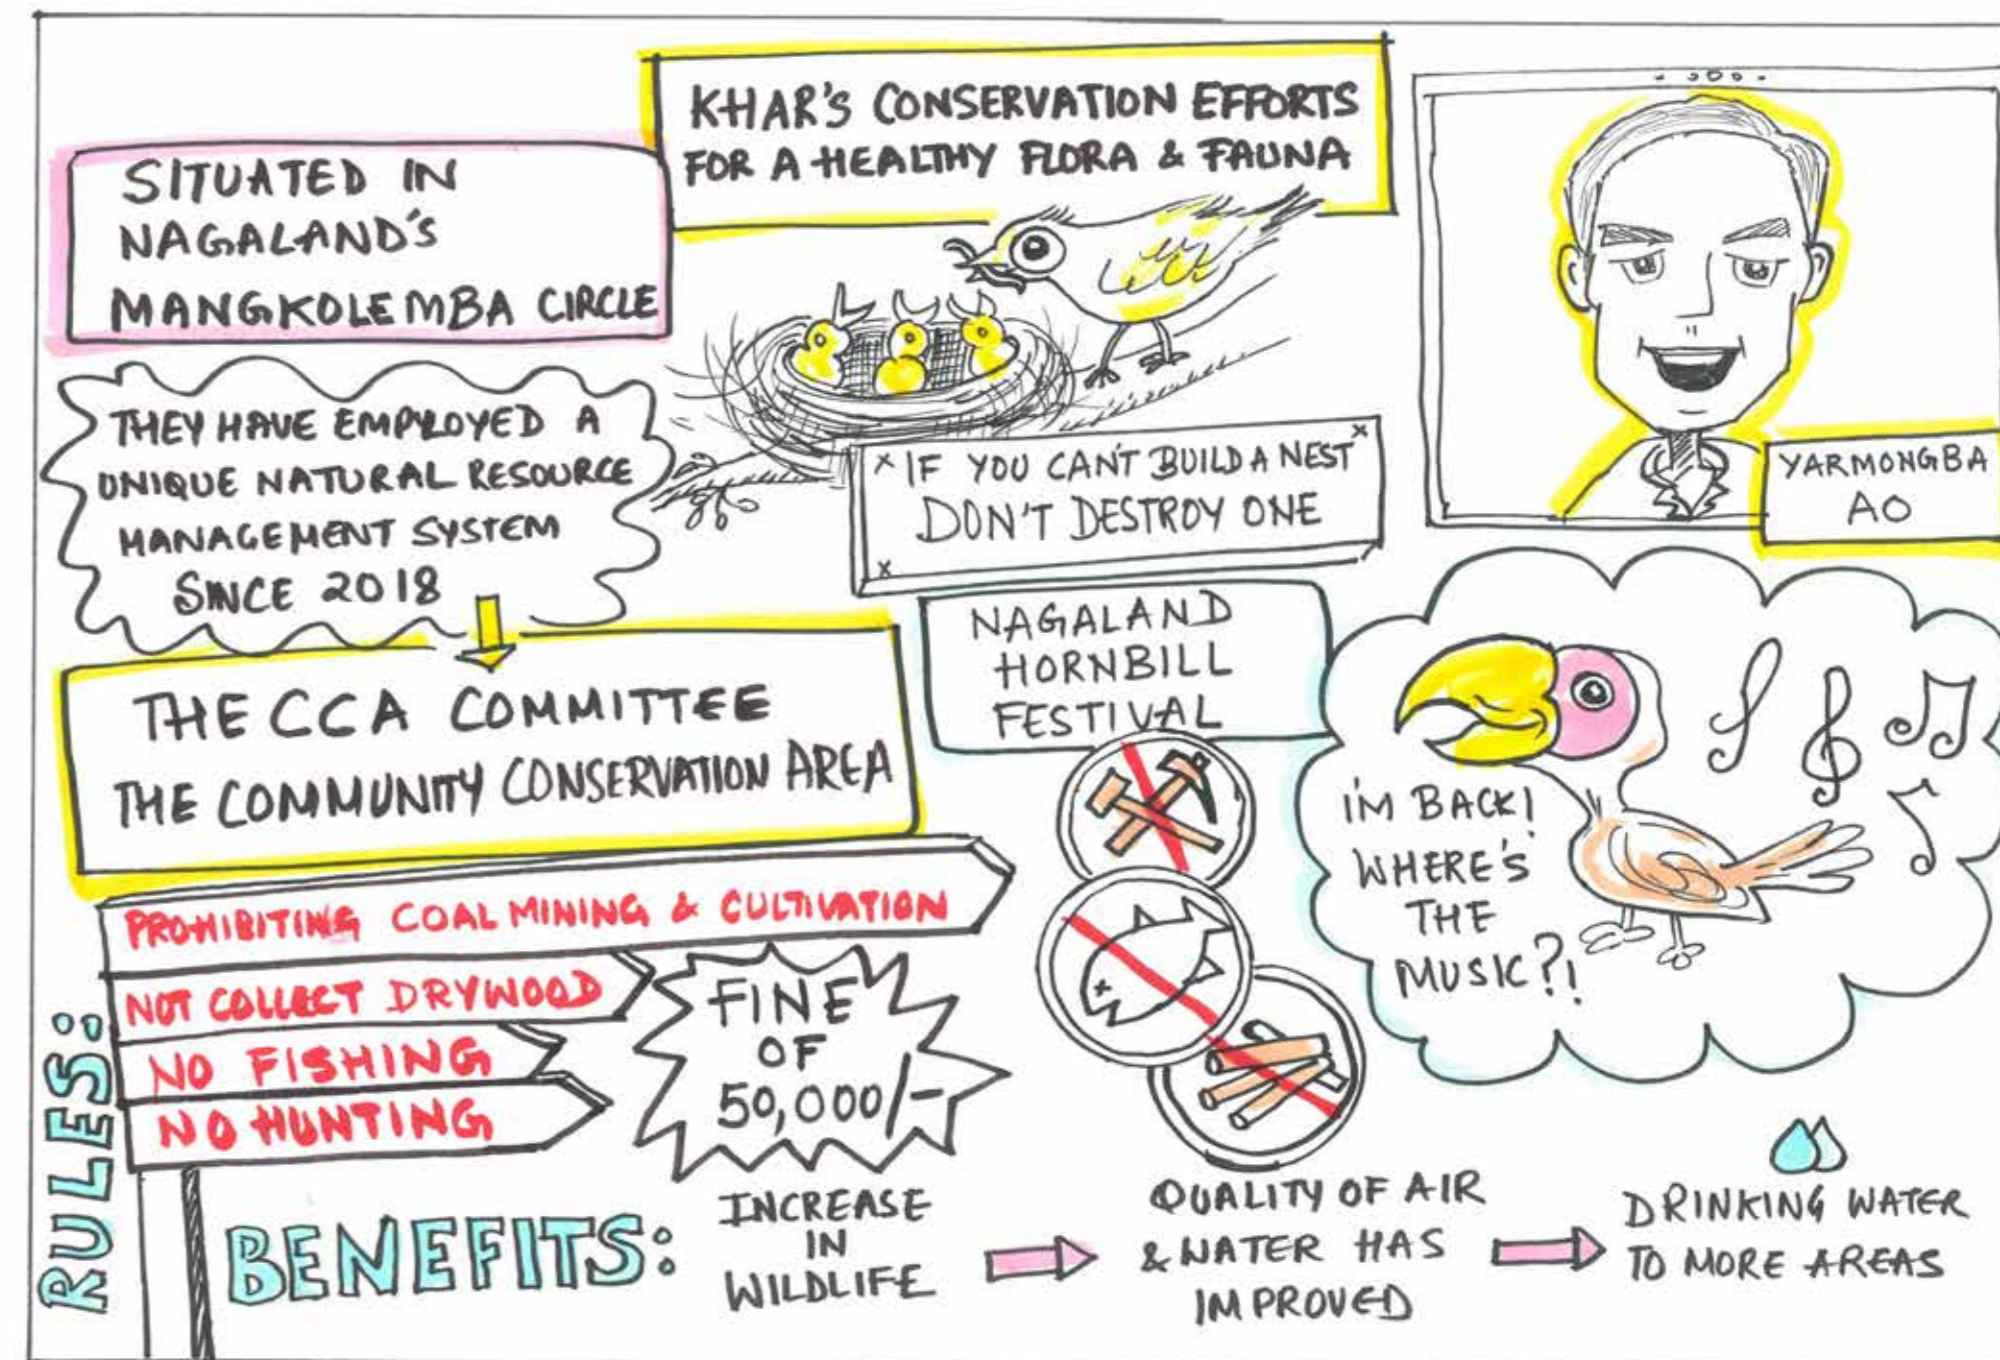 KHAR'S CONSERVATION EFFORTS
FOR A HEALTHY FLORA & FAUNA
SITUATED IN
NAGALAND'S
MANGKOLEMBA CIRCLE
THEY HAVE EMPLOYED A
UNIQUE NATURAL RESOURCE
MANAGEMENT SYSTEM
SINCE 2018
IF YOU CAN'T BUILD A NEST
DON'T DESTROY ONE
YARMONGBA
AO
THE CCA COMMITTEE
THE COMMUNITY CONSERVATION AREA
NAGALAND
HORNBILL
FESTIVAL
I'M BACK!
WHERE'S
THE
MUSIC?!
RULES:
PROHIBITING COAL MINING & CULTIVATION
NOT COLLECT DRYWOOD
NO FISHING
NO HUNTING
FINE
OF
50,000/-
BENEFITS:
INCREASE
IN
WILDLIFE
QUALITY OF AIR
& WATER HAS
IMPROVED
DRINKING WATER
TO MORE AREAS